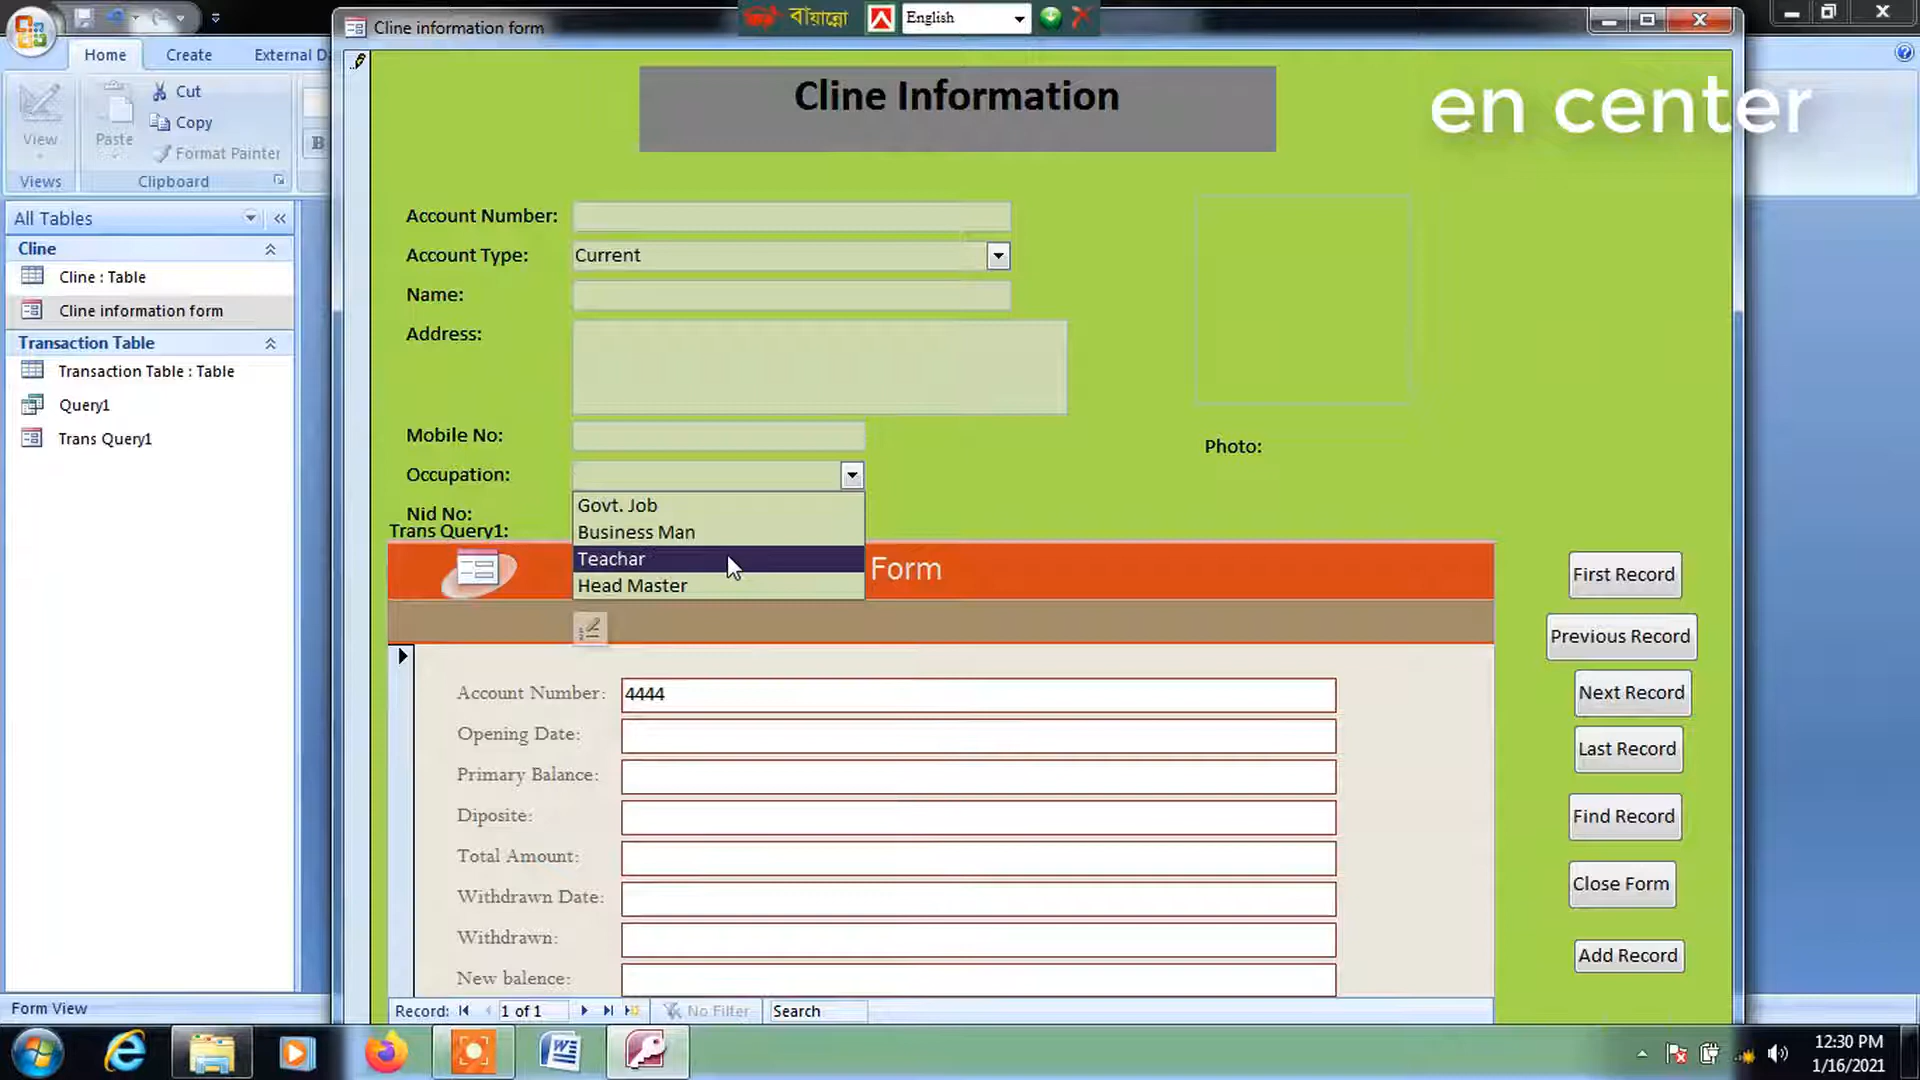 Cline information form
বায়ান্নো
English
Home
Create
External Da
View
Paste
Cut
Copy
Format Painter
B
Views
Clipboard
All Tables
Cline
Cline : Table
Cline information form
Transaction Table
Transaction Table : Table
Query1
Trans Query1
Cline Information
en center
Account Number:
Account Type:
Current
Name:
Address:
Mobile No:
Occupation:
Govt. Job
Business Man
Teachar
Head Master
Nid No:
Trans Query1:
Photo:
Form
Account Number:
4444
Opening Date:
Primary Balance:
Diposite:
Total Amount:
Withdrawn Date:
Withdrawn:
New balence:
First Record
Previous Record
Next Record
Last Record
Find Record
Close Form
Add Record
Record:
1 of 1
No Filter
Search
Form View
12:30 PM
1/16/2021